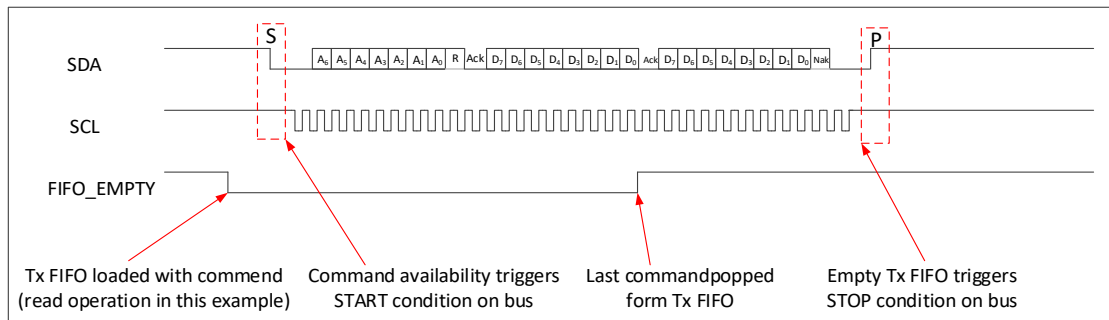 S
P
SDA
A6 A5 A4 A3 A2 A1 A0 R Ack D7 D6 D5 D4 D3 D2 D1 D0 Ack D7 D6 D5 D4 D3 D2 D1 D0 Nak
SCL
FIFO_EMPTY
Tx FIFO loaded with commend
(read operation in this example)
Command availability triggers
START condition on bus
Last commandpopped
form Tx FIFO
Empty Tx FIFO triggers
STOP condition on bus